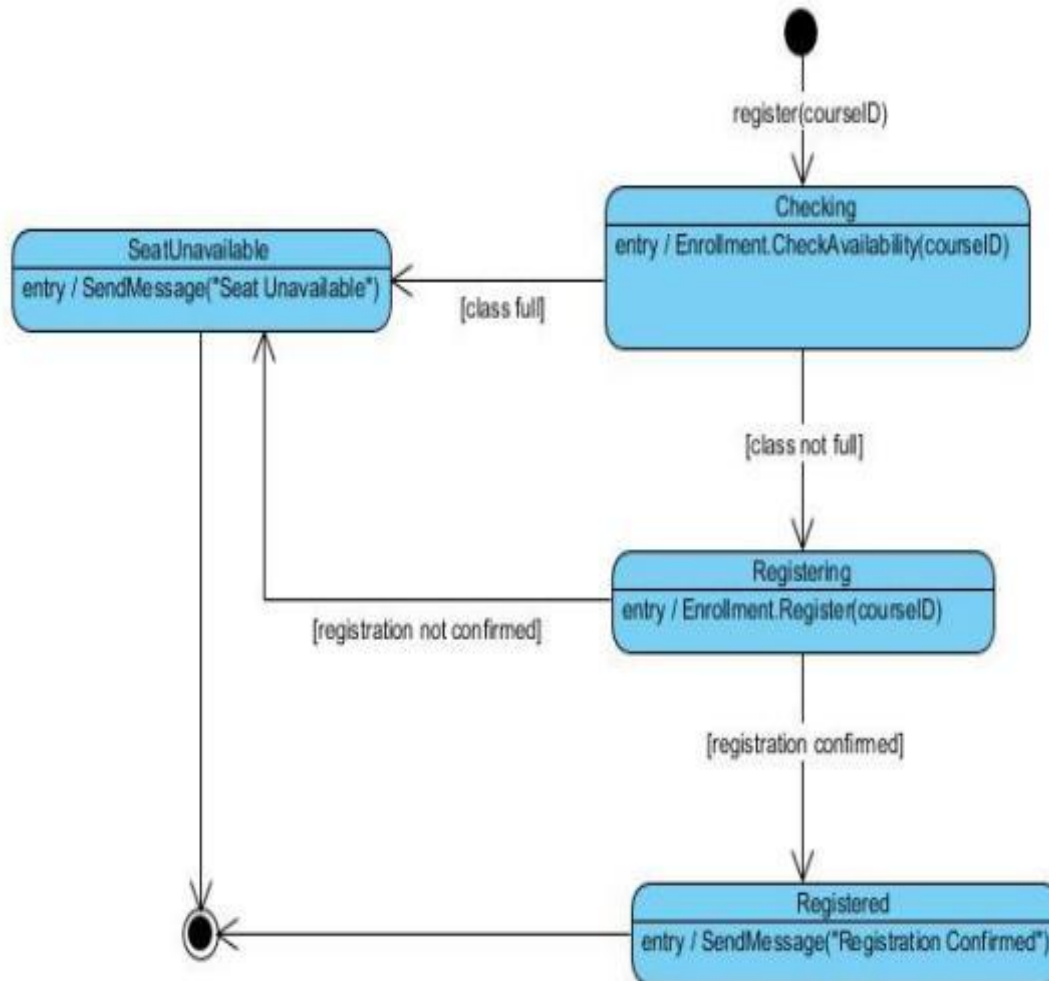 register(courseID)
Checking
entry / Enrollment.CheckAvailability(courseID)
SeatUnavailable
entry / SendMessage("Seat Unavailable")
[class full]
[class not full]
Registering
entry / Enrollment.Register(courseID)
[registration not confirmed]
[registration confirmed]
Registered
entry / SendMessage("Registration Confirmed")